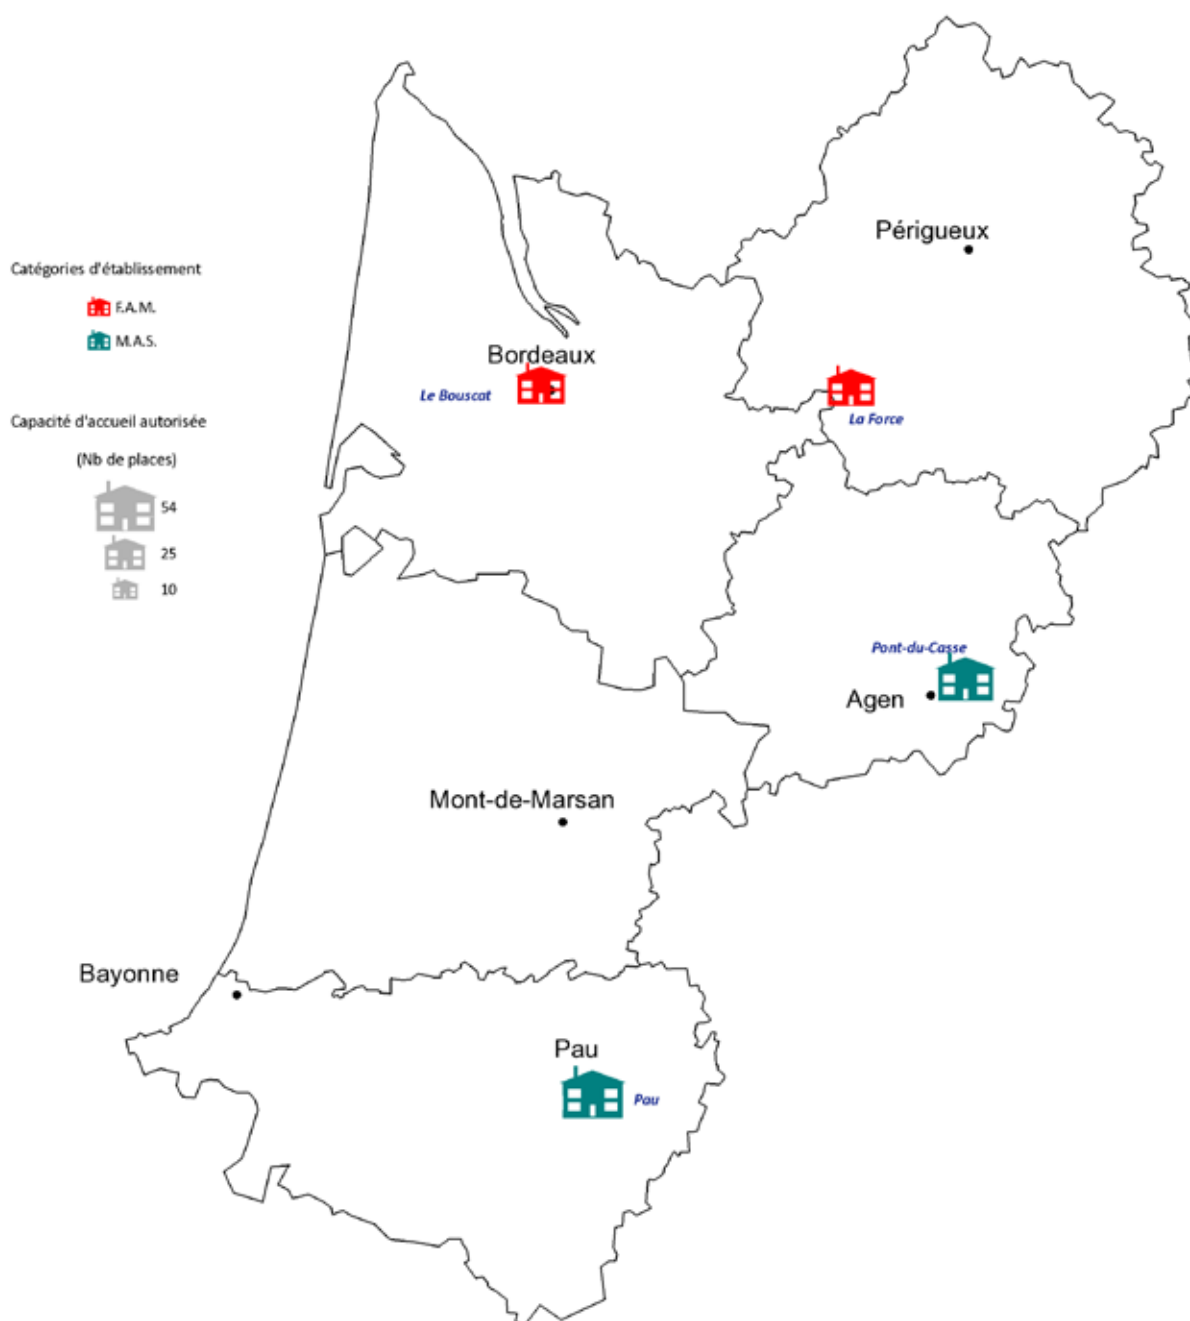 Périgueux
Catégories d'établissement
F.A.M.
M.A.S.
Bordeaux
Le Bouscat
La Force
Capacité d'accueil autorisée
(Nb de places)
54
25
10
Pont-du-Casse
Agen
Mont-de-Marsan
Bayonne
Pau
Pau